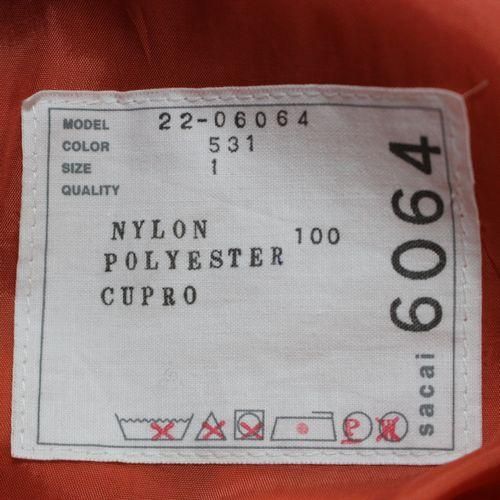 MODEL 22-06064
COLOR 531
SIZE 1
QUALITY
NYLON 100
POLYESTER
CUPRO
P W
sacai 6064